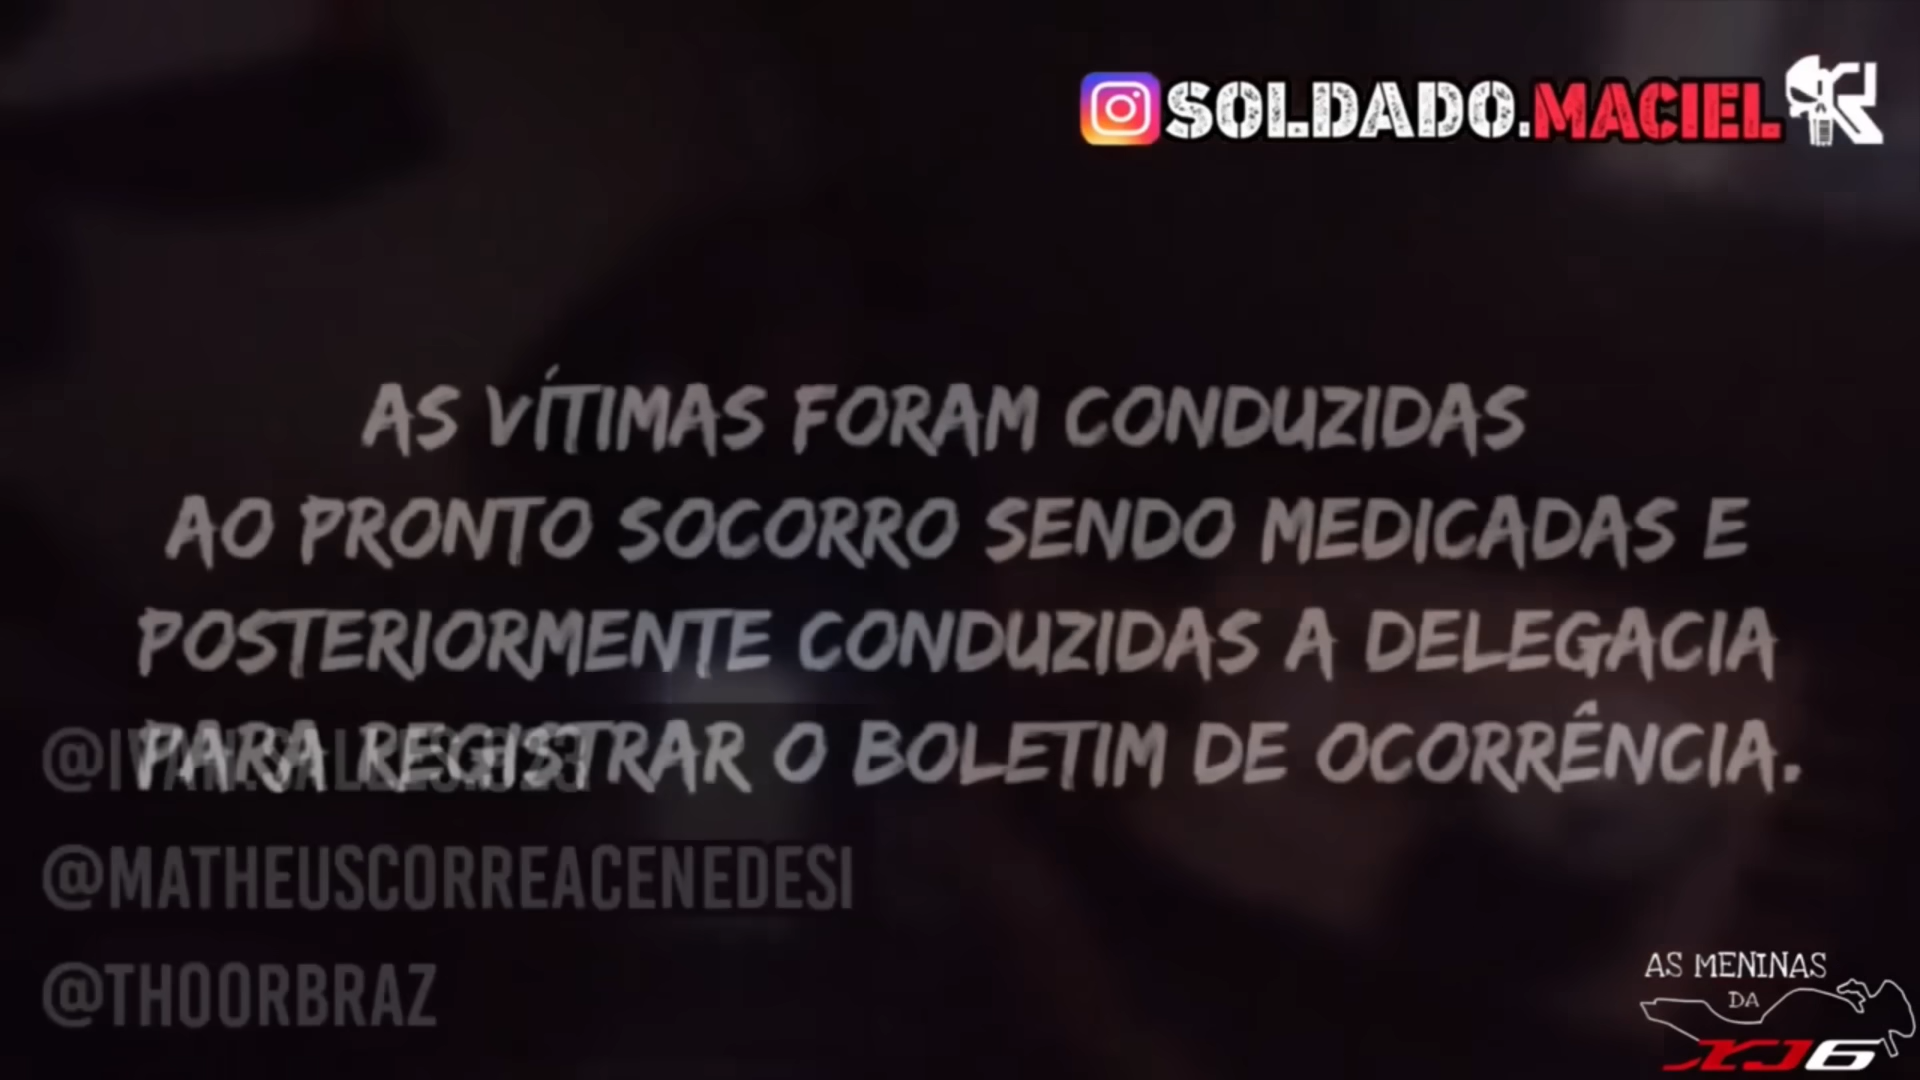 SOLDADO.MACIEL
AS VÍTIMAS FORAM CONDUZIDAS
AO PRONTO SOCORRO SENDO MEDICADAS E
POSTERIORMENTE CONDUZIDAS A DELEGACIA
PARA REGISTRAR O BOLETIM DE OCORRÊNCIA.
@MATHEUSCORREACENEDESI
@THOORBRAZ
AS MENINAS
DA
XJ6